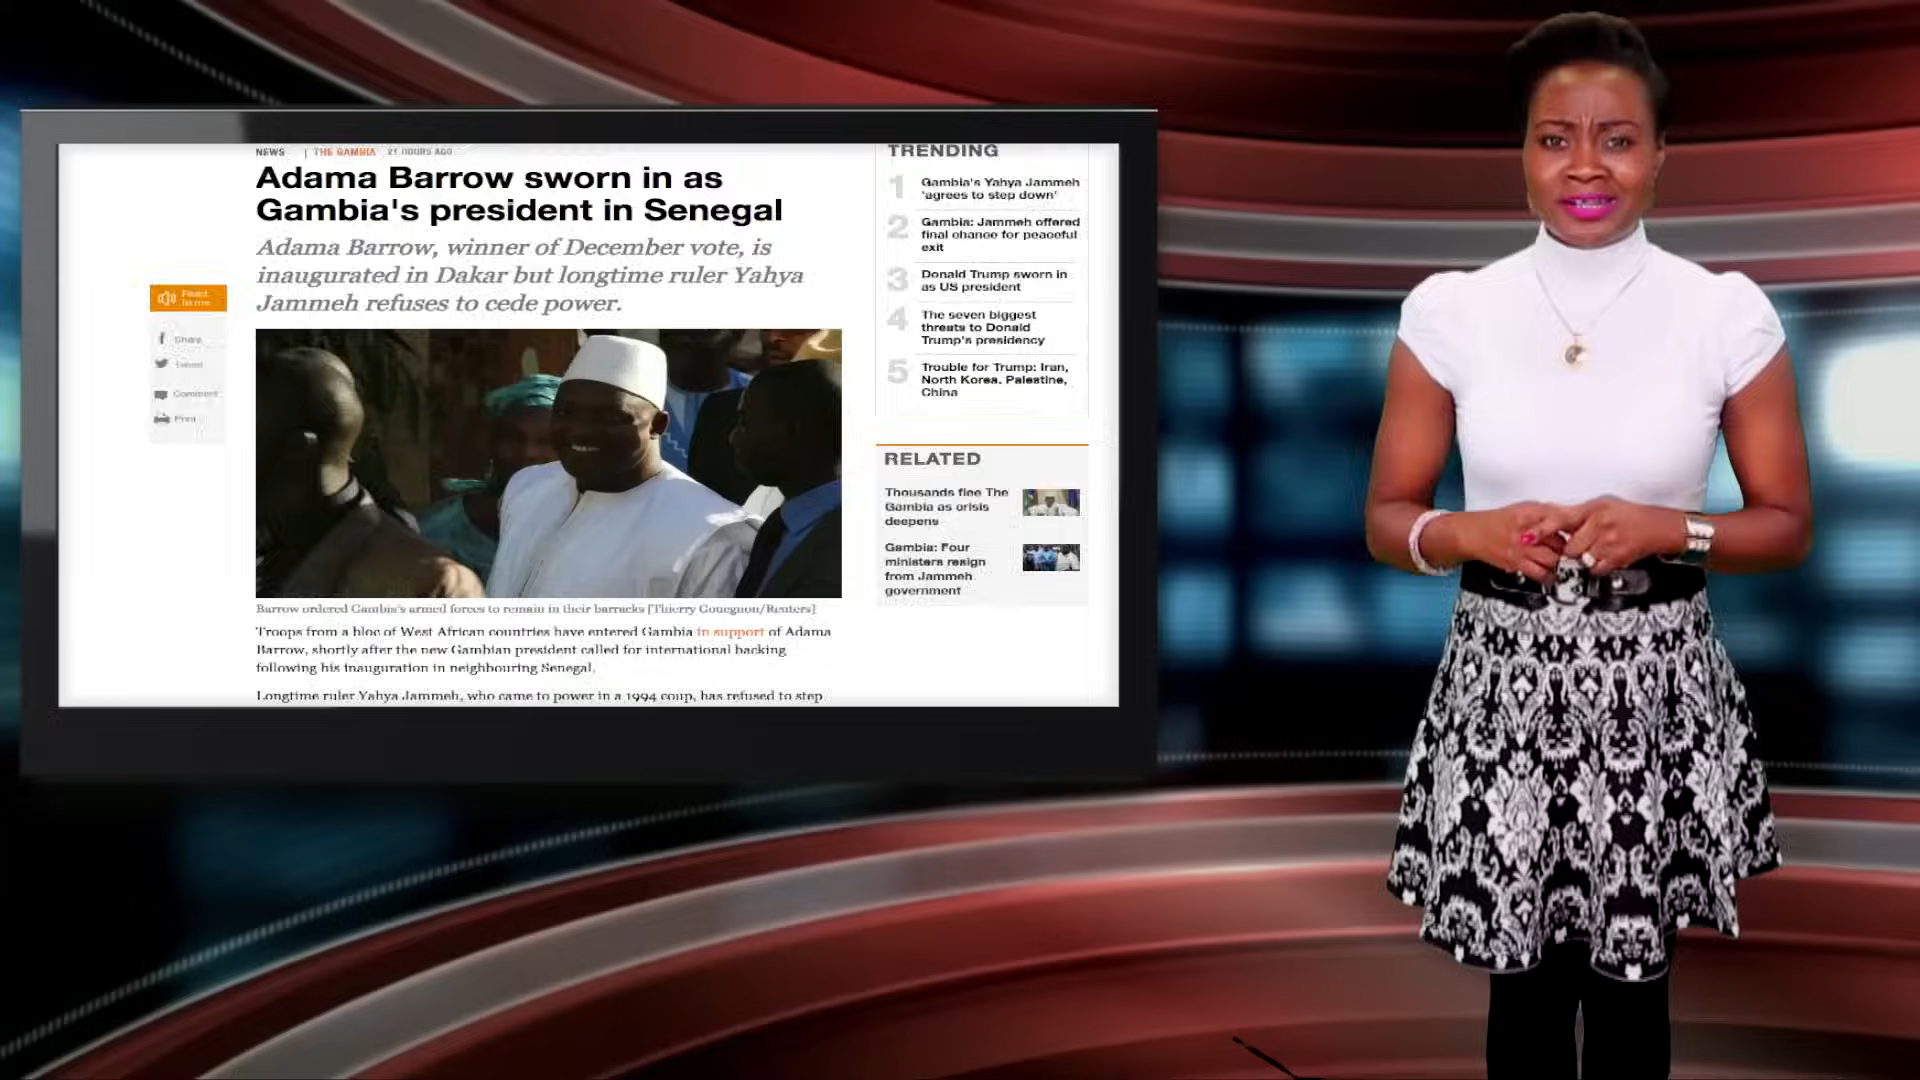 NEWS | THE GAMBIA 21 HOURS AGO
Adama Barrow sworn in as
Gambia's president in Senegal
Adama Barrow, winner of December vote, is
inaugurated in Dakar but longtime ruler Yahya
Jammeh refuses to cede power.
Share
Tweet
Comment
Print
Barrow ordered Gambia's armed forces to remain in their barracks [Thierry Gouegnon/Reuters]
Troops from a bloc of West African countries have entered Gambia in support of Adama
Barrow, shortly after the new Gambian president called for international backing
following his inauguration in neighbouring Senegal.
Longtime ruler Yahya Jammeh, who came to power in a 1994 coup, has refused to step
TRENDING
1 Gambia's Yahya Jammeh
'agrees to step down'
2 Gambia: Jammeh offered
final chance for peaceful
exit
3 Donald Trump sworn in
as US president
4 The seven biggest
threats to Donald
Trump's presidency
5 Trouble for Trump: Iran,
North Korea, Palestine,
China
RELATED
Thousands flee The
Gambia as crisis
deepens
Gambia: Four
ministers resign
from Jammeh
government